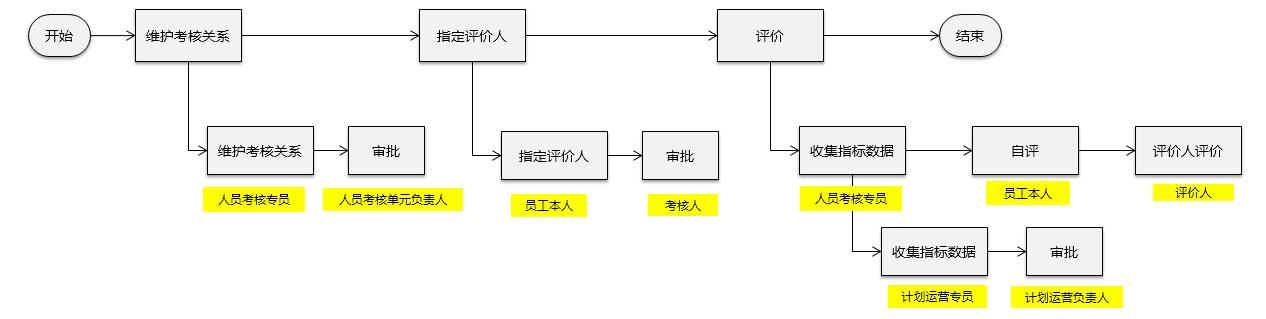 开始
维护考核关系
指定评价人
评价
结束
维护考核关系
审批
指定评价人
审批
收集指标数据
自评
评价人评价
人员考核专员
人员考核单元负责人
员工本人
考核人
人员考核专员
员工本人
评价人
收集指标数据
审批
计划运营专员
计划运营负责人